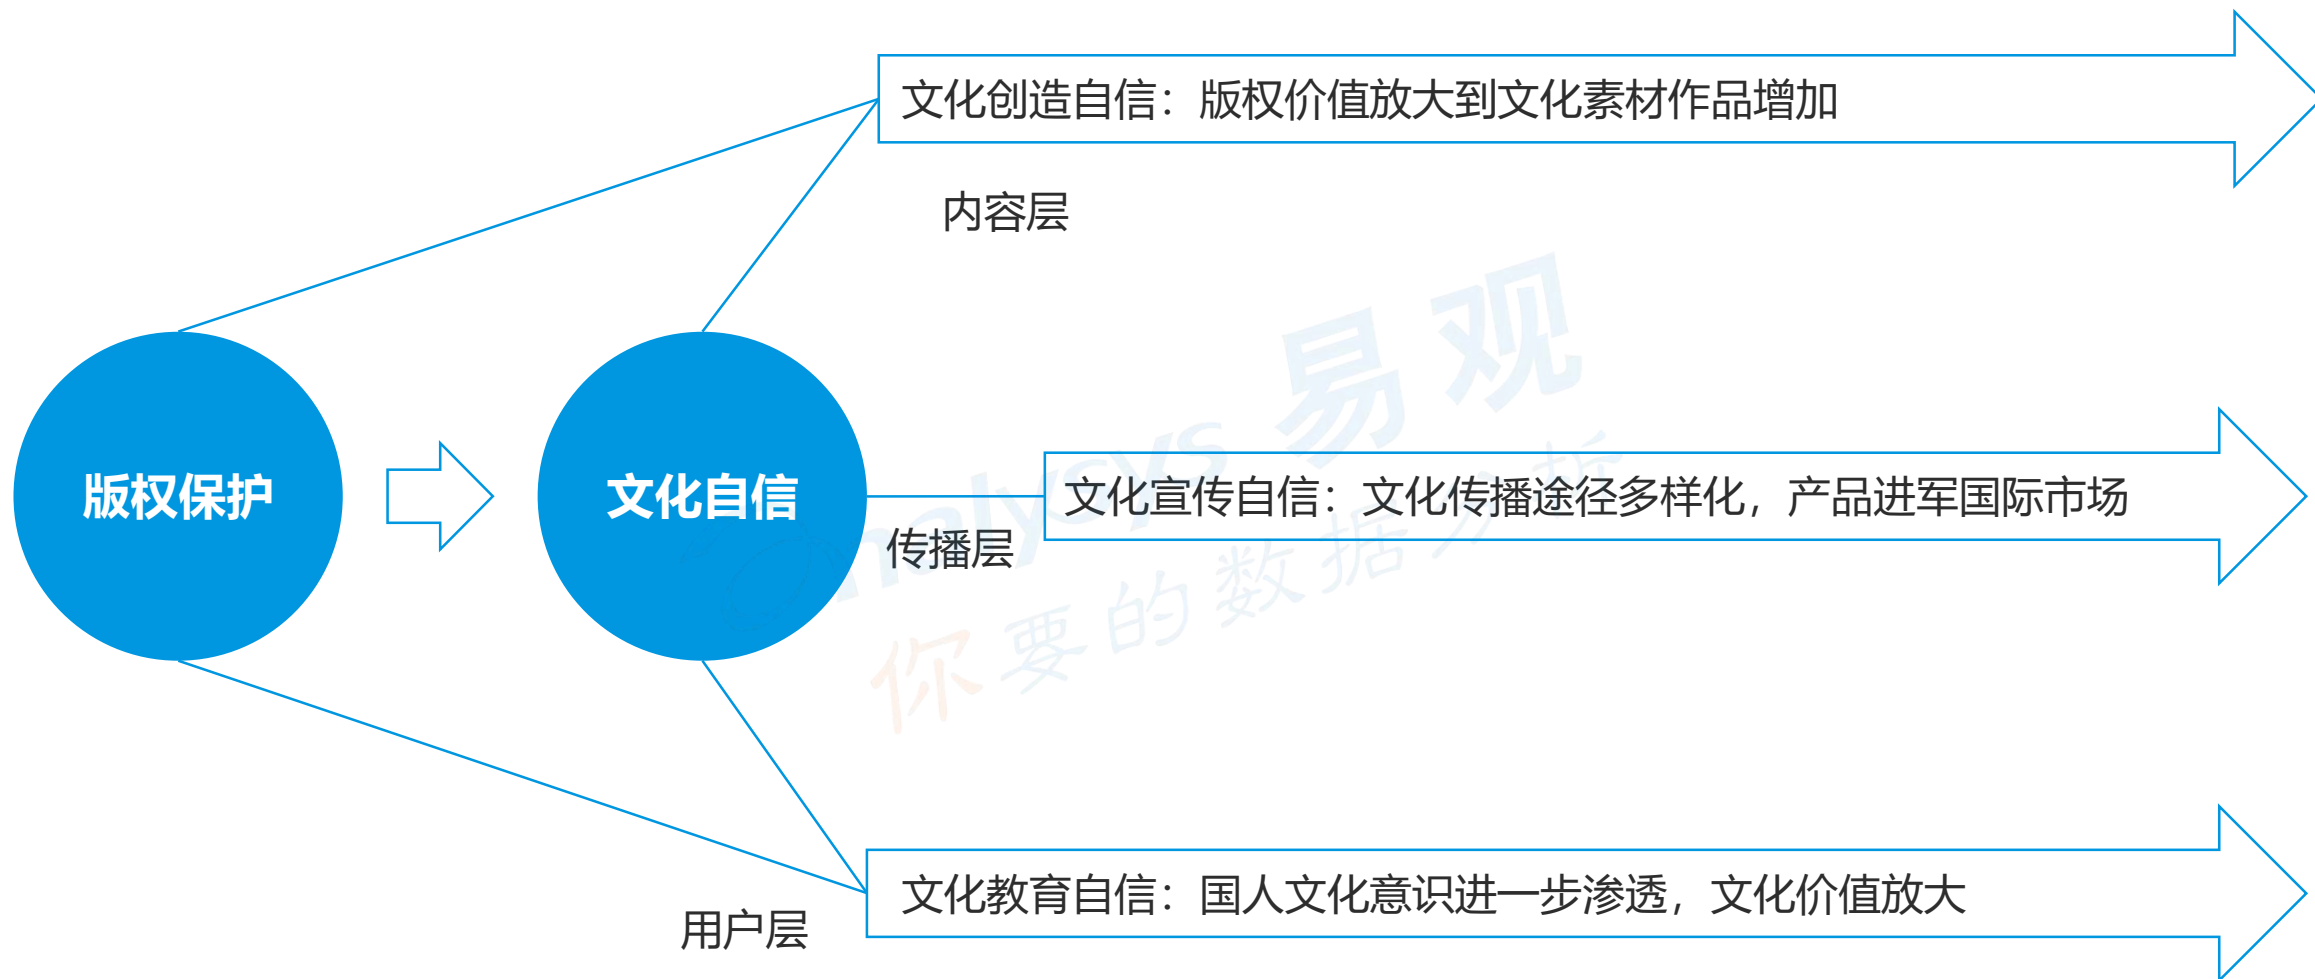 文化创造自信：版权价值放大到文化素材作品增加
内容层
版权保护
文化自信
文化宣传自信：文化传播途径多样化，产品进军国际市场
传播层
文化教育自信：国人文化意识进一步渗透，文化价值放大
用户层
analysys 易观
你要的数据分析